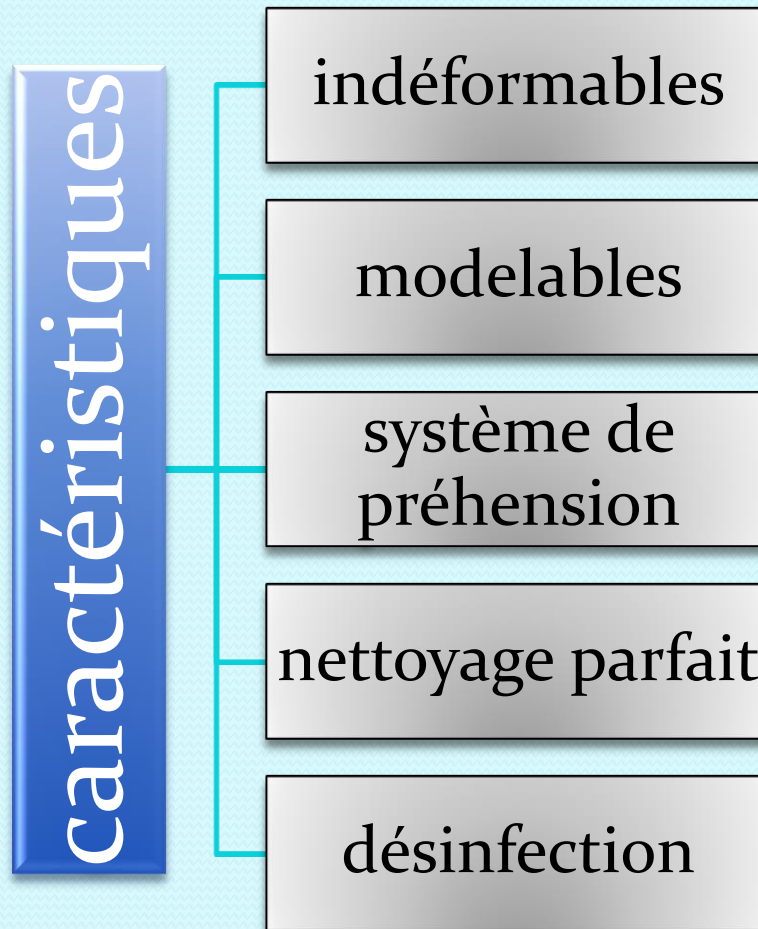 caractéristiques
indéformables
modelables
système de
préhension
nettoyage parfait
désinfection